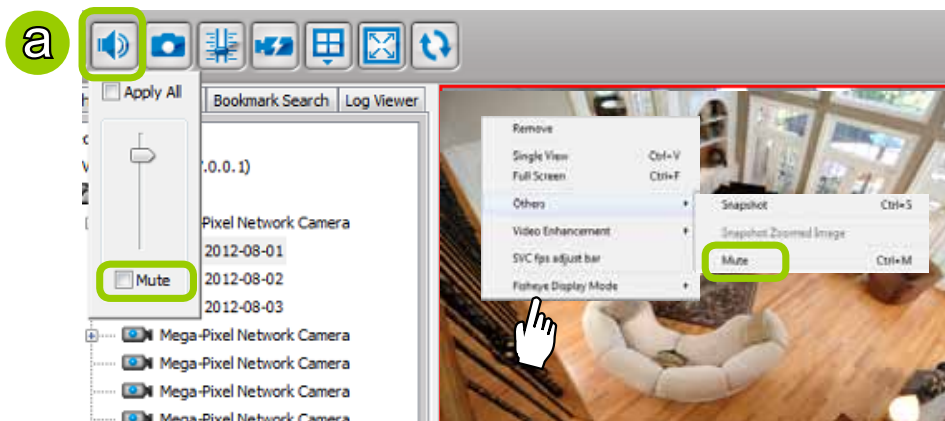 a
Apply All
Bookmark Search
Log Viewer
.0.0.1)
-Pixel Network Camera
2012-08-01
Mute
2012-08-02
2012-08-03
Mega-Pixel Network Camera
Mega-Pixel Network Camera
Mega-Pixel Network Camera
Mega-Pixel Network Camera
Remove
Single View Ctrl+V
Full Screen Ctrl+F
Others
Video Enhancement
SVC fps adjust bar
Fisheye Display Mode
Snapshot Ctrl+S
Snapshot Zoomed Image
Mute Ctrl+M